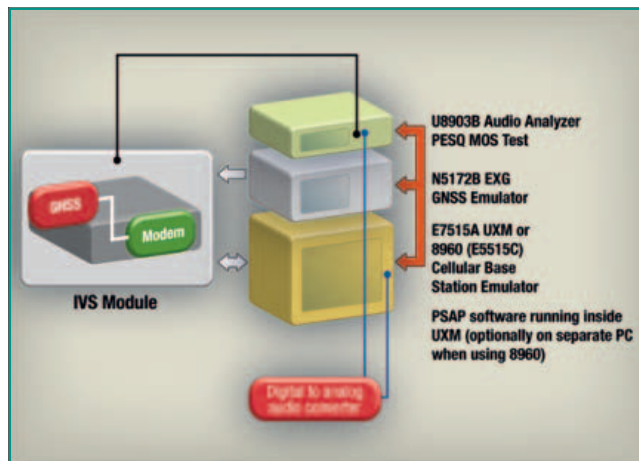 U8903B Audio Analyzer
PESQ MOS Test
N5172B EXG
GNSS Emulator
E7515A UXM or
8960 (E5515C)
Cellular Base
Station Emulator
PSAP software running inside
UXM (optionally on separate PC
when using 8960)
GNSS
Modem
IVS Module
Digital to analog
audio converter